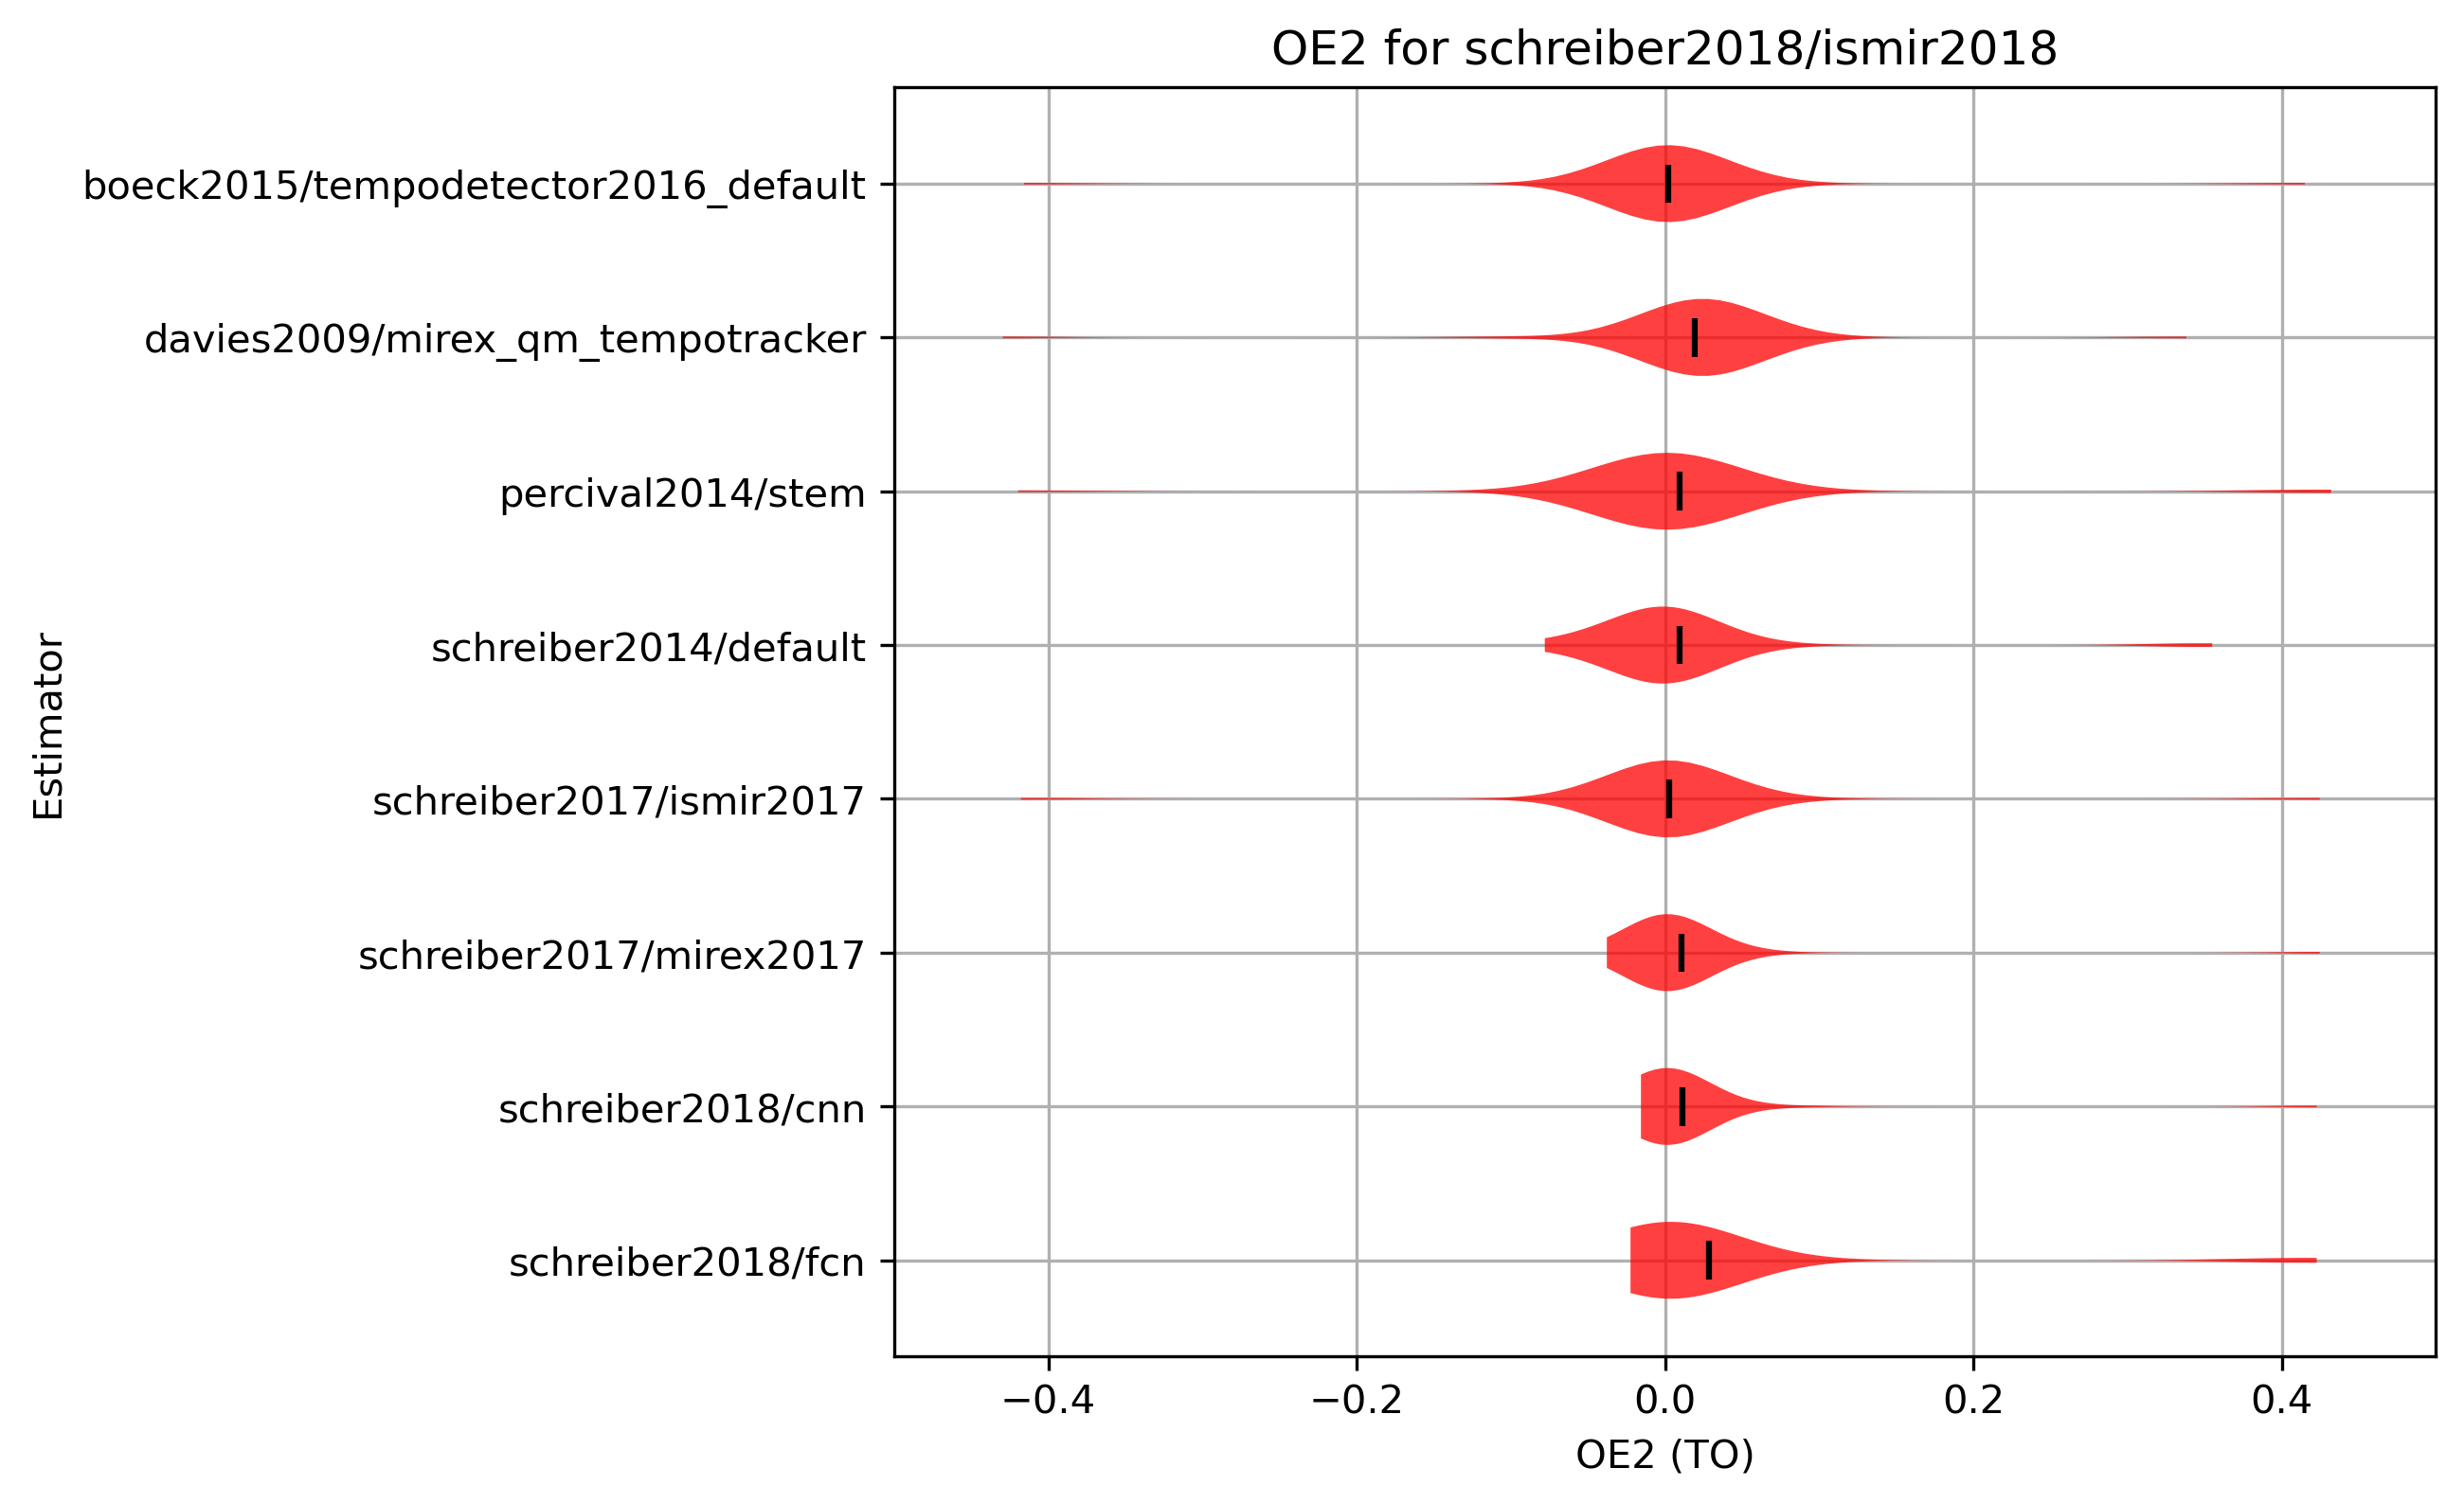 OE2 for schreiber2018/ismir2018
Estimator
boeck2015/tempodetector2016_default
davies2009/mirex_qm_tempotracker
percival2014/stem
schreiber2014/default
schreiber2017/ismir2017
schreiber2017/mirex2017
schreiber2018/cnn
schreiber2018/fcn
−0.4 −0.2 0.0 0.2 0.4
OE2 (TO)